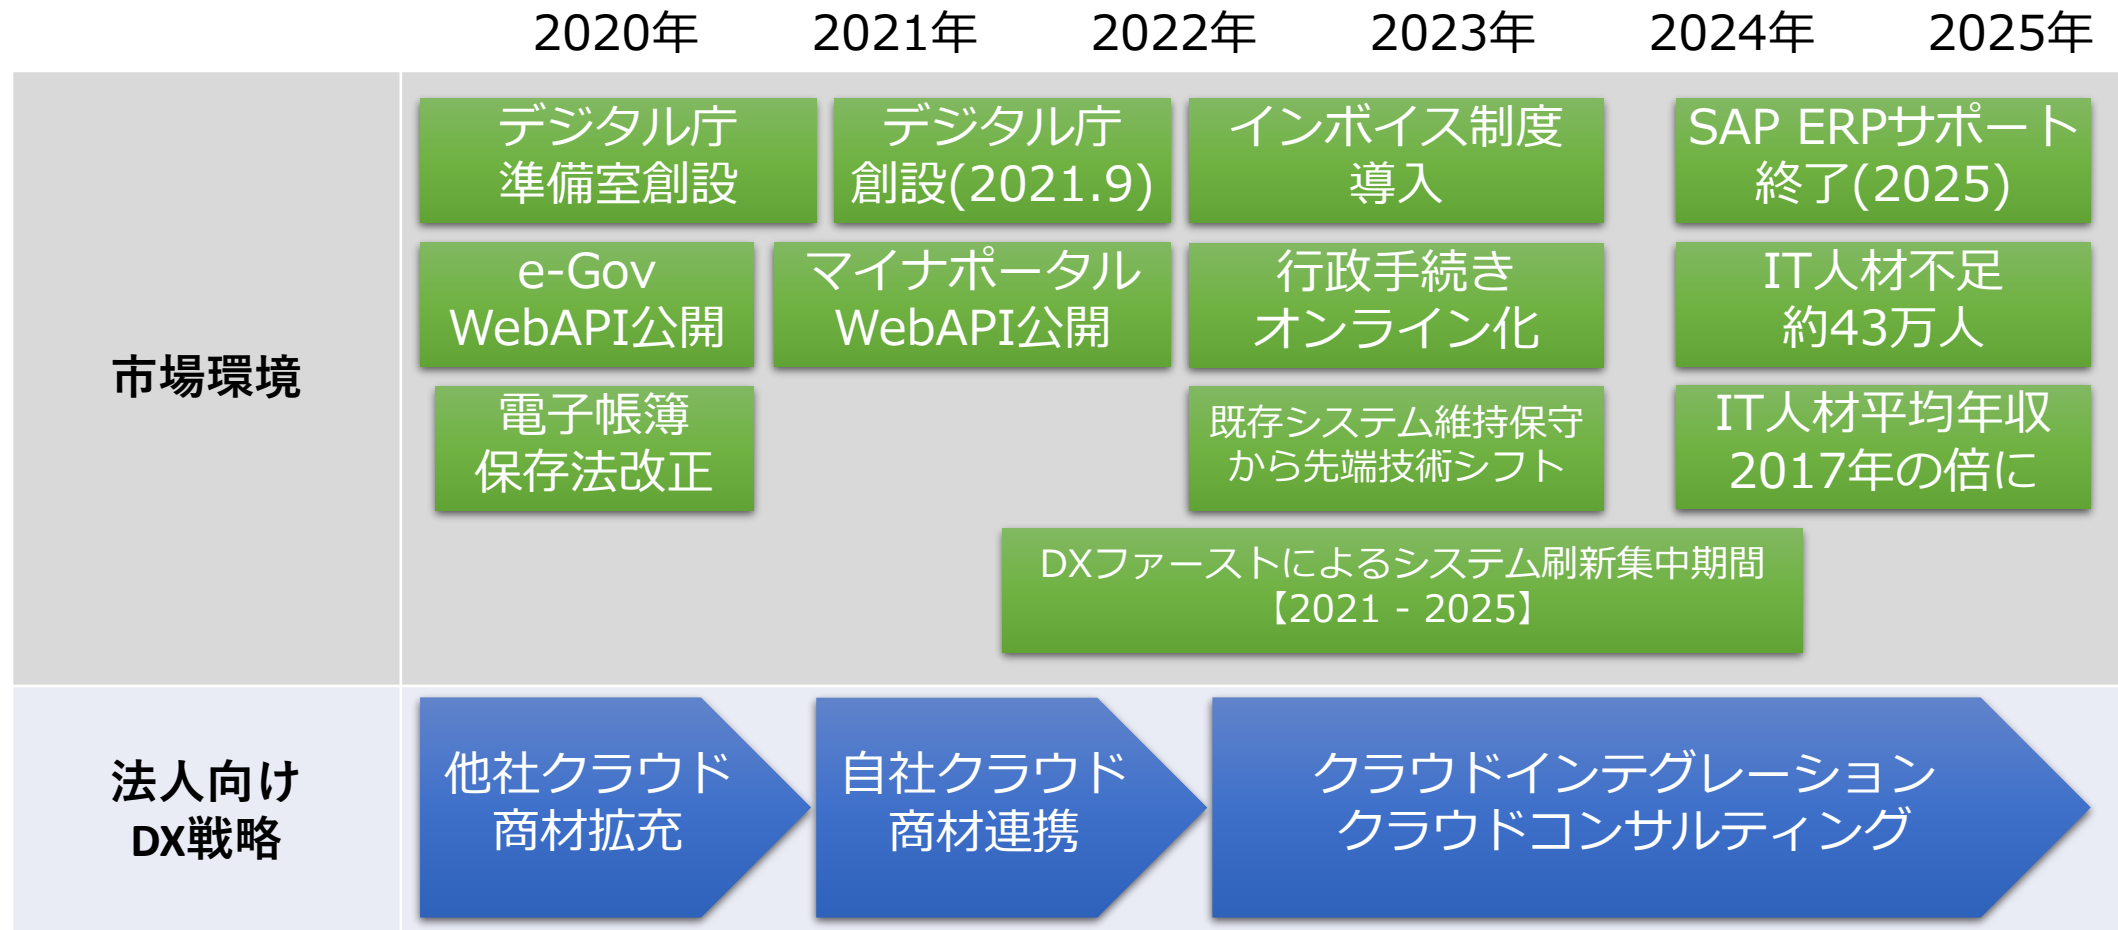 2020年 2021年 2022年 2023年 2024年 2025年
市場環境
デジタル庁
準備室創設
デジタル庁
創設(2021.9)
インボイス制度
導入
SAP ERPサポート
終了(2025)
e-Gov
WebAPI公開
マイナポータル
WebAPI公開
行政手続き
オンライン化
IT人材不足
約43万人
電子帳簿
保存法改正
既存システム維持保守
から先端技術シフト
IT人材平均年収
2017年の倍に
DXファーストによるシステム刷新集中期間
【2021 - 2025】
法人向け
DX戦略
他社クラウド
商材拡充
自社クラウド
商材連携
クラウドインテグレーション
クラウドコンサルティング